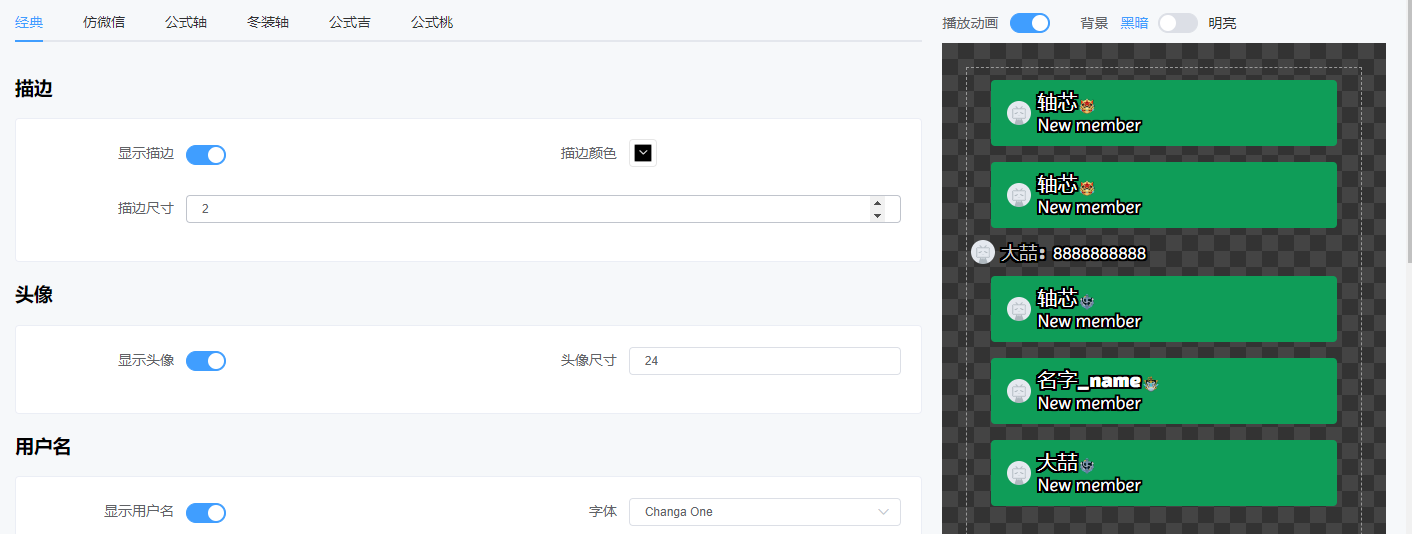 经典 仿微信 公式轴 冬装轴 公式吉 公式桃
描边
显示描边 描边颜色
描边尺寸 2
头像
显示头像 头像尺寸 24
用户名
显示用户名 字体 Changa One
播放动画 背景 黑暗 明亮
轴芯
New member
轴芯
New member
大喆: 8888888888
轴芯
New member
名字_name
New member
大喆
New member